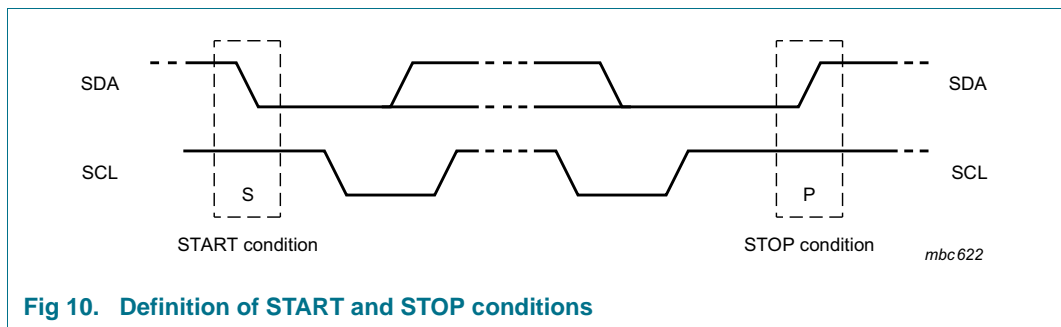 SDA
SDA
SCL
SCL
S
P
START condition
STOP condition
mbc622
Fig 10. Definition of START and STOP conditions